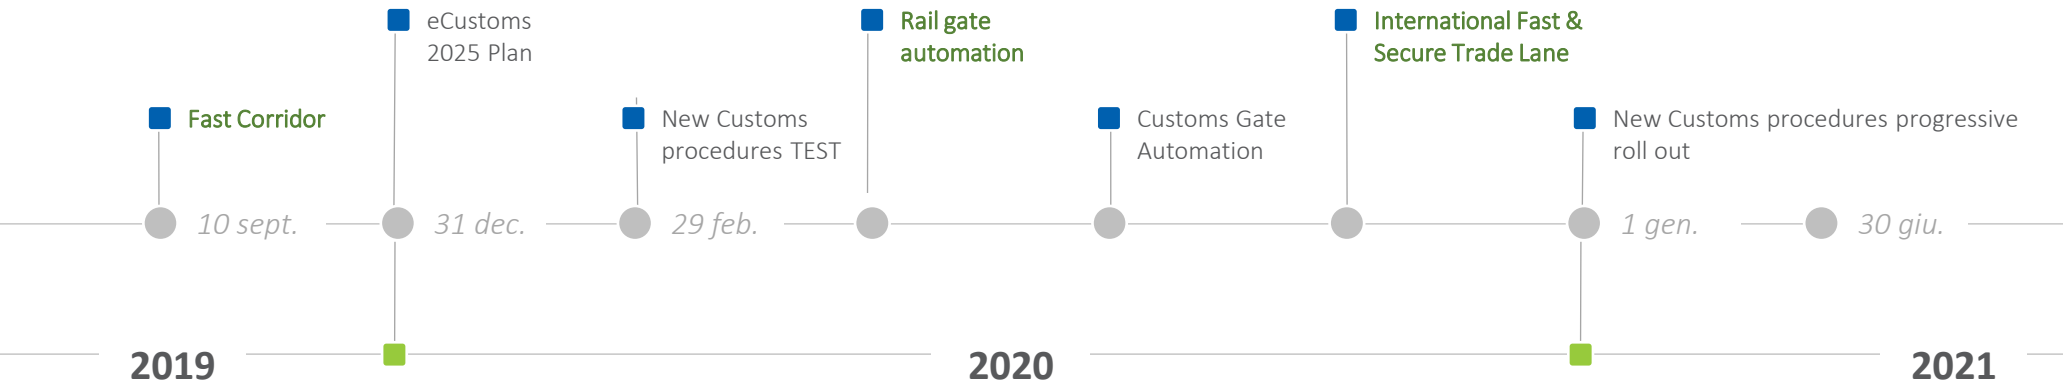 eCustoms
2025 Plan
Rail gate
automation
International Fast &
Secure Trade Lane
Fast Corridor
New Customs
procedures TEST
Customs Gate
Automation
New Customs procedures progressive
roll out
10 sept.
31 dec.
29 feb.
1 gen.
30 giu.
2019
2020
2021